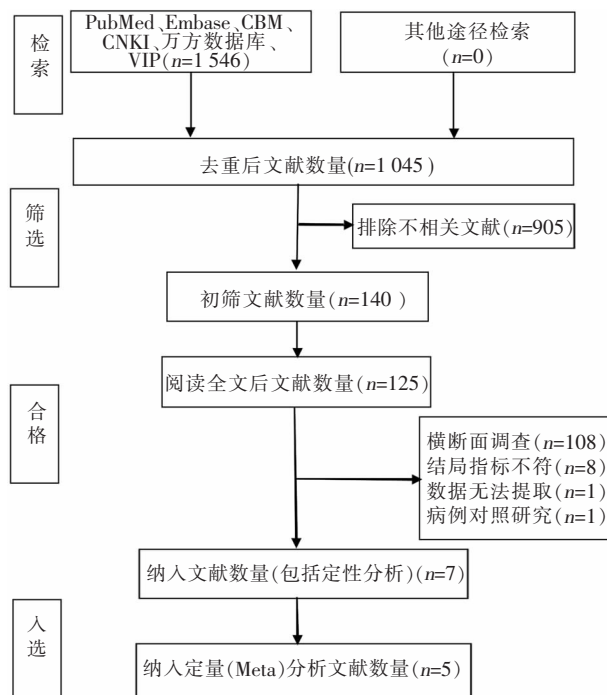 检索
PubMed、Embase、CBM、
CNKI、万方数据库、
VIP(n=1 546)
其他途径检索
(n=0)
去重后文献数量(n=1 045)
筛选
排除不相关文献(n=905)
初筛文献数量(n=140)
阅读全文后文献数量(n=125)
合格
横断面调查(n=108)
结局指标不符(n=8)
数据无法提取(n=1)
病例对照研究(n=1)
纳入文献数量(包括定性分析)(n=7)
入选
纳入定量(Meta)分析文献数量(n=5)